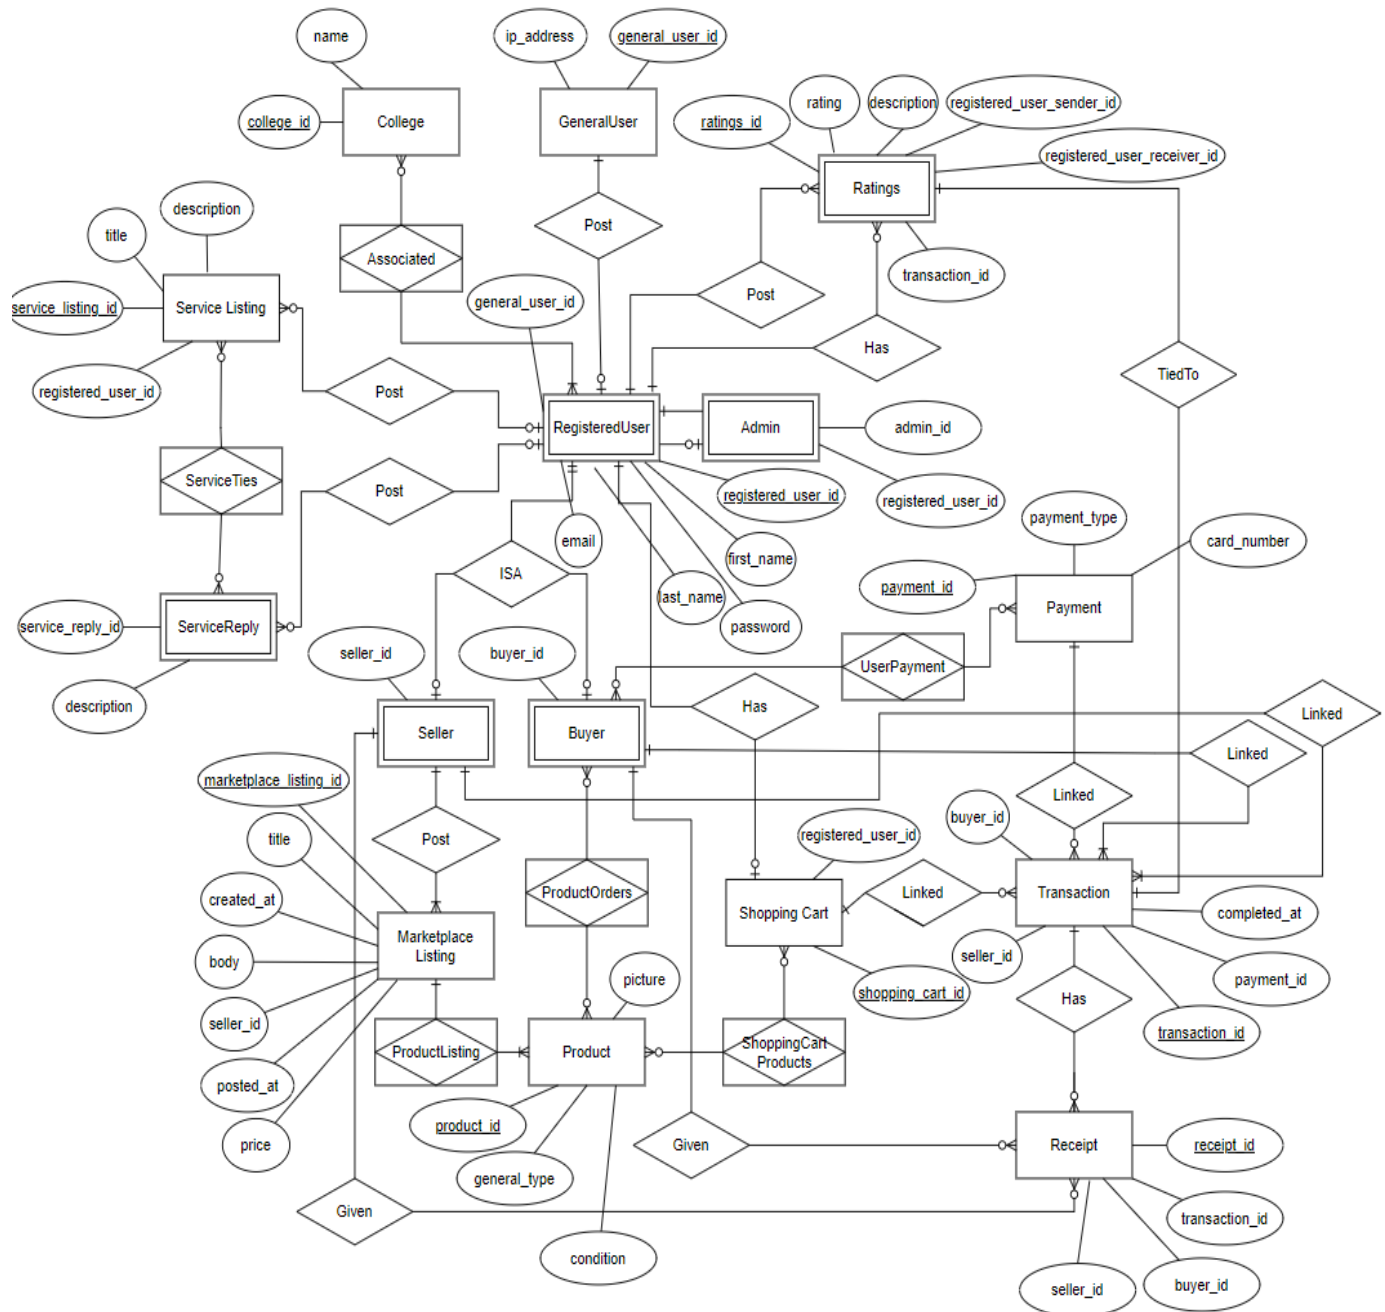 name
ip_address
general_user_id
college_id
College
GeneralUser
rating
description
registered_user_sender_id
ratings_id
registered_user_receiver_id
Ratings
description
title
Associated
Post
transaction_id
service_listing_id
Service Listing
general_user_id
Post
Has
registered_user_id
Post
TiedTo
RegisteredUser
Admin
admin_id
ServiceTies
Post
registered_user_id
registered_user_id
payment_type
card_number
email
first_name
ISA
last_name
payment_id
Payment
service_reply_id
ServiceReply
password
seller_id
buyer_id
UserPayment
description
Has
Linked
Seller
Buyer
Linked
marketplace_listing_id
Linked
title
Post
buyer_id
registered_user_id
created_at
ProductOrders
Shopping Cart
Linked
Transaction
completed_at
Marketplace
Listing
body
seller_id
picture
payment_id
shopping_cart_id
Has
seller_id
ProductListing
Product
ShoppingCart
Products
transaction_id
posted_at
product_id
price
Given
Receipt
receipt_id
general_type
Given
transaction_id
condition
seller_id
buyer_id